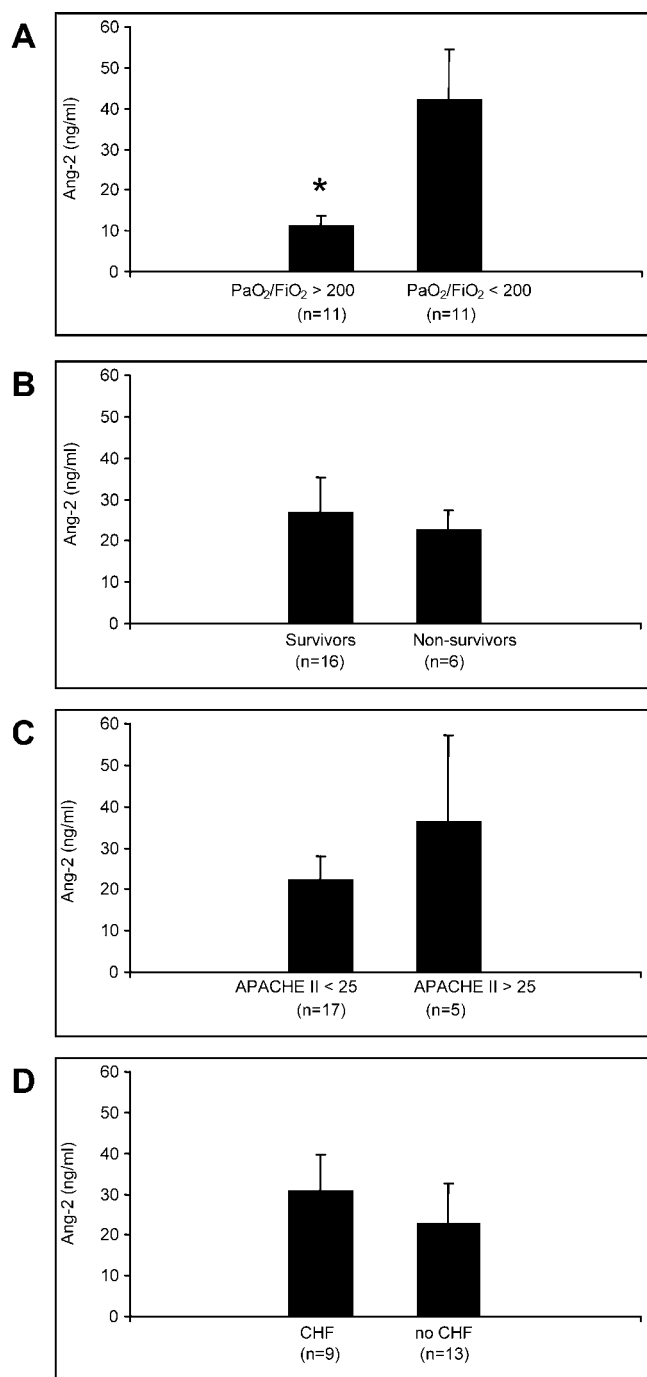 A
60
50
40
30
20
10
0
Ang-2 (ng/ml)
*
PaO₂/FiO₂ > 200 PaO₂/FiO₂ < 200
(n=11) (n=11)
B
60
50
40
30
20
10
0
Ang-2 (ng/ml)
Survivors Non-survivors
(n=16) (n=6)
C
60
50
40
30
20
10
0
Ang-2 (ng/ml)
APACHE II < 25 APACHE II > 25
(n=17) (n=5)
D
60
50
40
30
20
10
0
Ang-2 (ng/ml)
CHF no CHF
(n=9) (n=13)